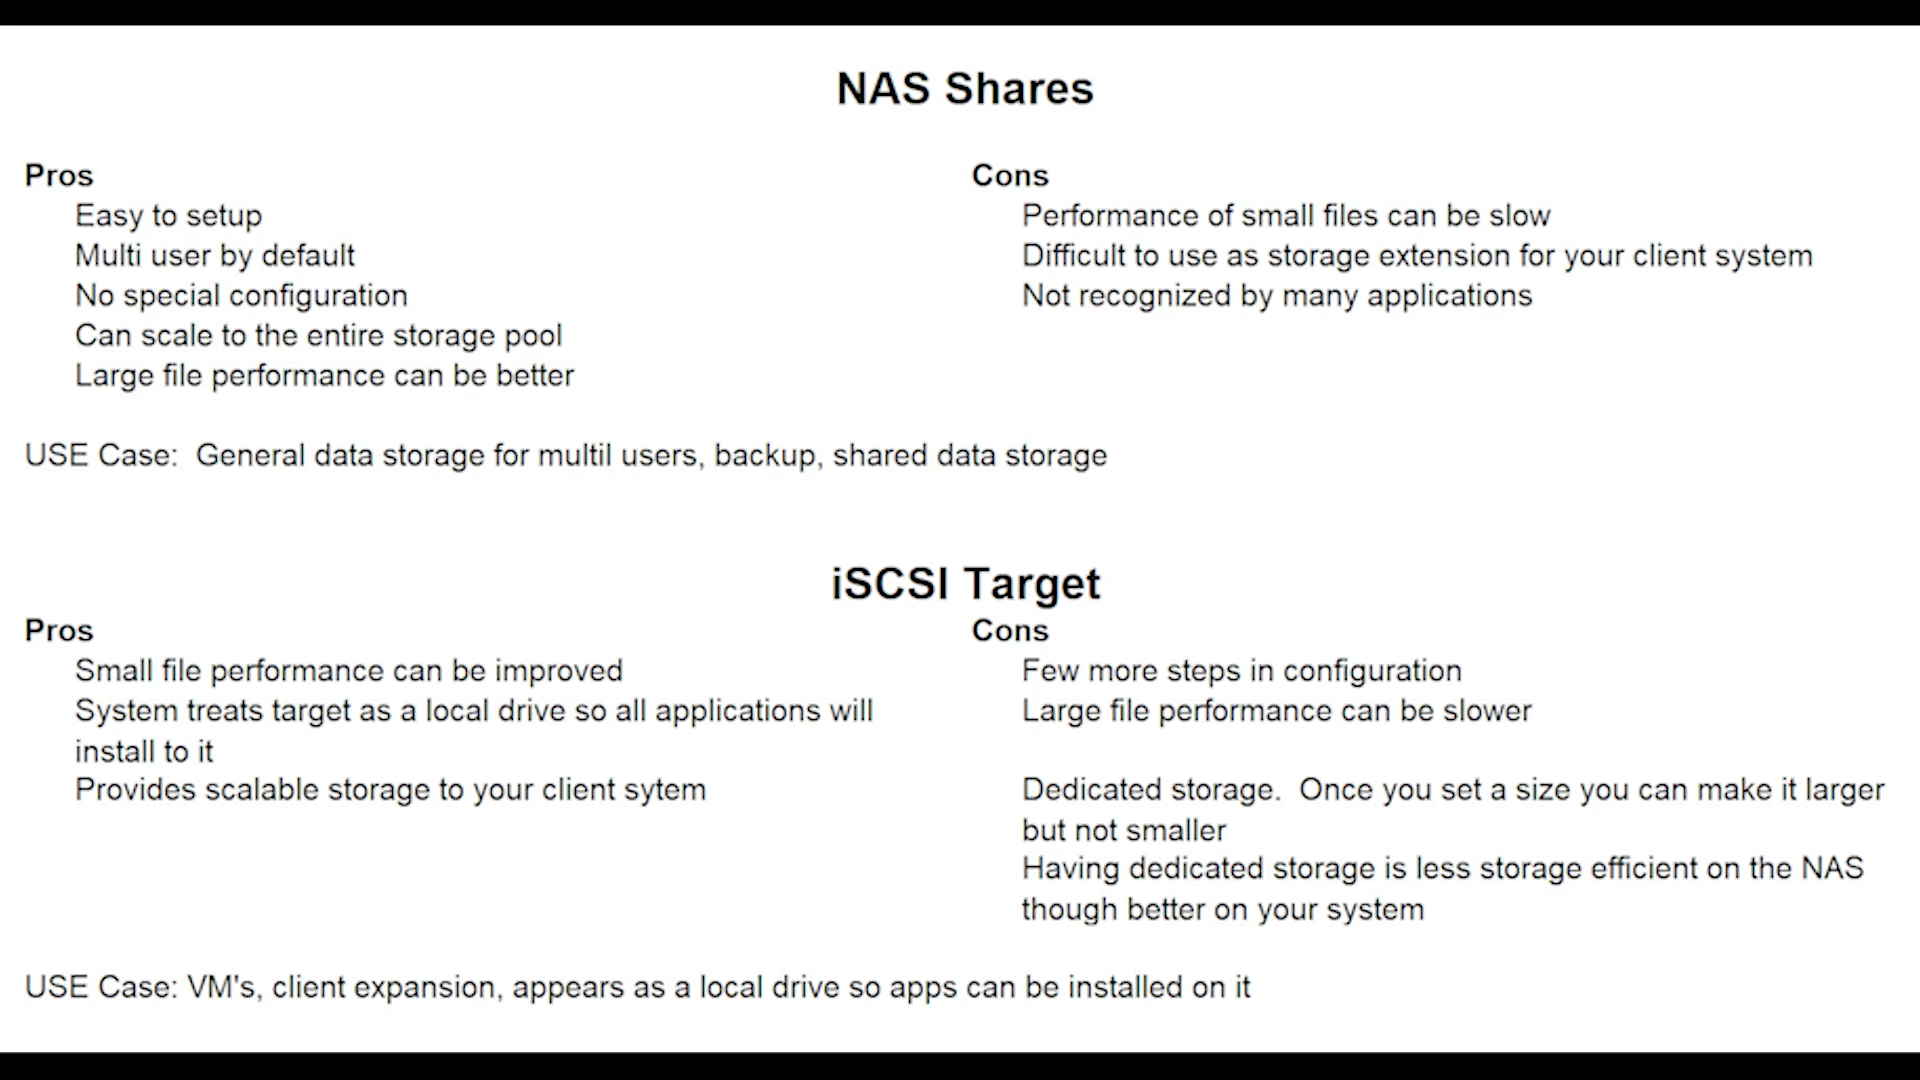 NAS Shares
Pros
Easy to setup
Multi user by default
No special configuration
Can scale to the entire storage pool
Large file performance can be better
Cons
Performance of small files can be slow
Difficult to use as storage extension for your client system
Not recognized by many applications
USE Case:  General data storage for multil users, backup, shared data storage
iSCSI Target
Pros
Small file performance can be improved
System treats target as a local drive so all applications will
install to it
Provides scalable storage to your client sytem
Cons
Few more steps in configuration
Large file performance can be slower
Dedicated storage.  Once you set a size you can make it larger
but not smaller
Having dedicated storage is less storage efficient on the NAS
though better on your system
USE Case: VM's, client expansion, appears as a local drive so apps can be installed on it